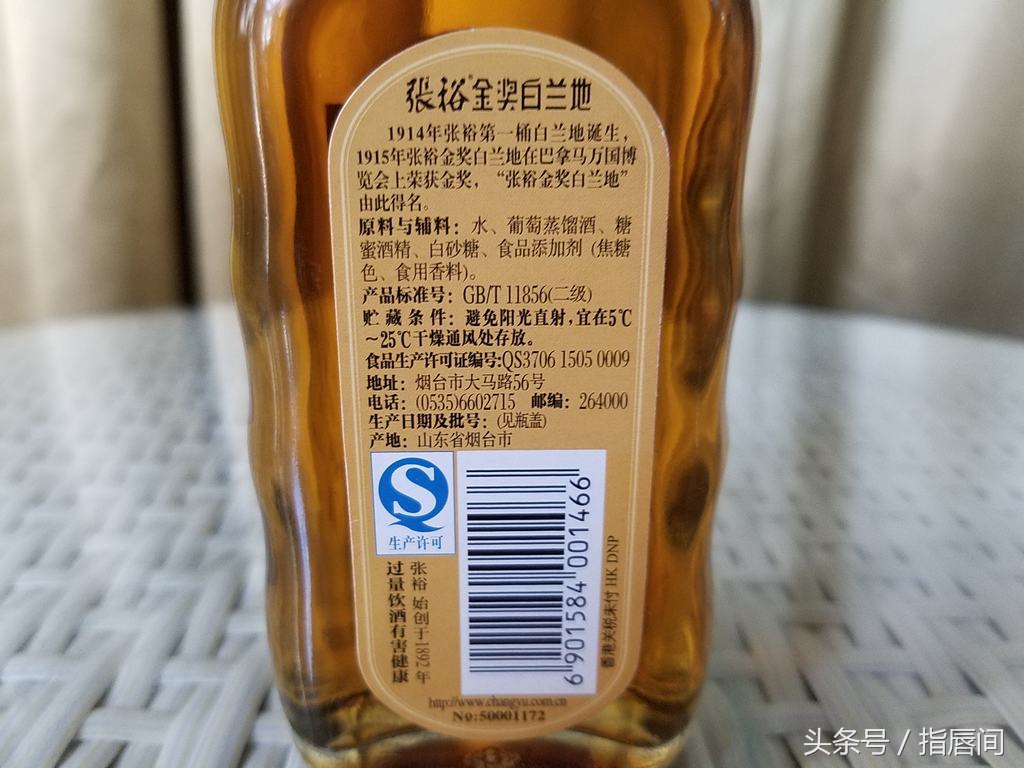 张裕®金奖白兰地
1914年张裕第一桶白兰地诞生，
1915年张裕金奖白兰地在巴拿马万国博
览会上荣获金奖，“张裕金奖白兰地”
由此得名。
原料与辅料：水、葡萄蒸馏酒、糖
蜜酒精、白砂糖、食品添加剂(焦糖
色、食用香料)。
产品标准号：GB/T 11856(二级)
贮藏条件：避免阳光直射,宜在5℃
～25℃干燥通风处存放。
食品生产许可证编号:QS3706 1505 0009
地址：烟台市大马路56号
电话：(0535)6602715 邮编：264000
生产日期及批号：(见瓶盖)
产地：山东省烟台市
QS
生产许可
张裕 始创于1892年
过量饮酒有害健康
6 901584 001466
香港关税未付 HK DNP
http://www.changyu.com.cn
No:50001172
头条号 / 指唇间